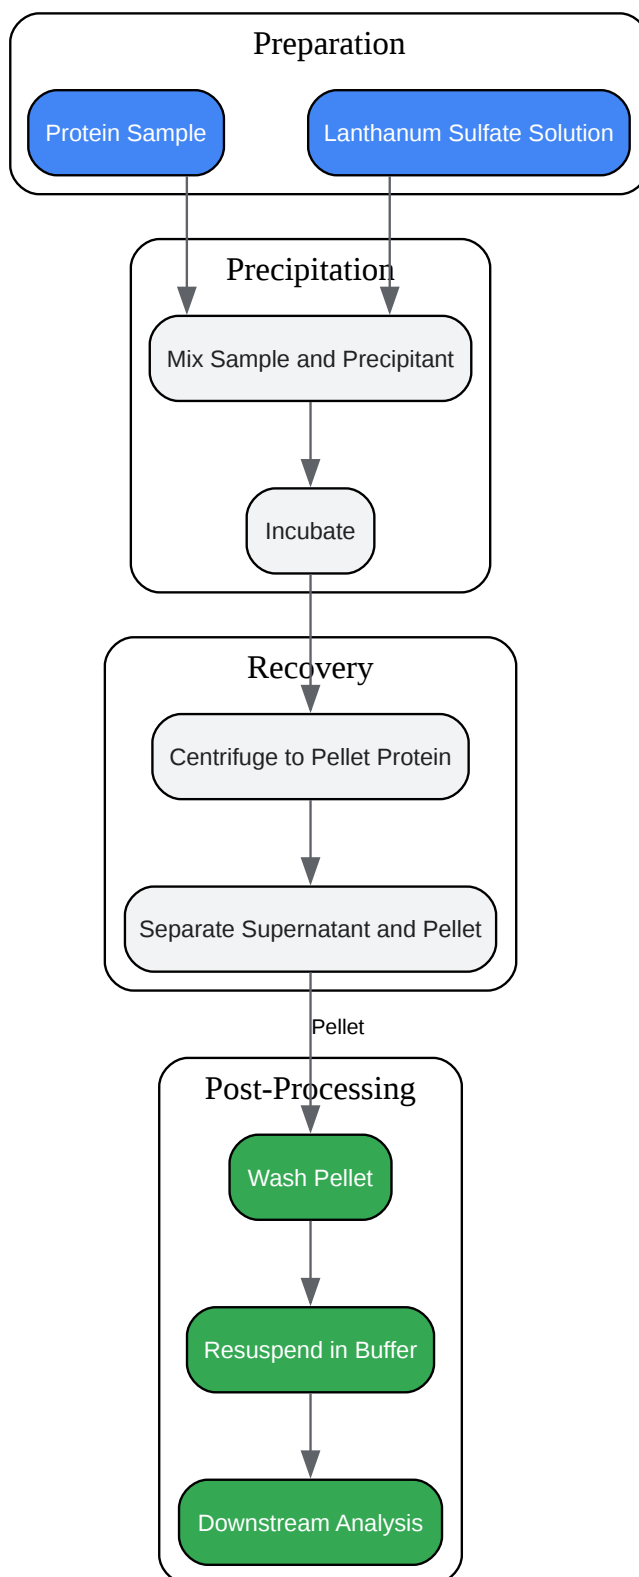 Preparation
Protein Sample
Lanthanum Sulfate Solution
Precipitation
Mix Sample and Precipitant
Incubate
Recovery
Centrifuge to Pellet Protein
Separate Supernatant and Pellet
Pellet
Post-Processing
Wash Pellet
Resuspend in Buffer
Downstream Analysis